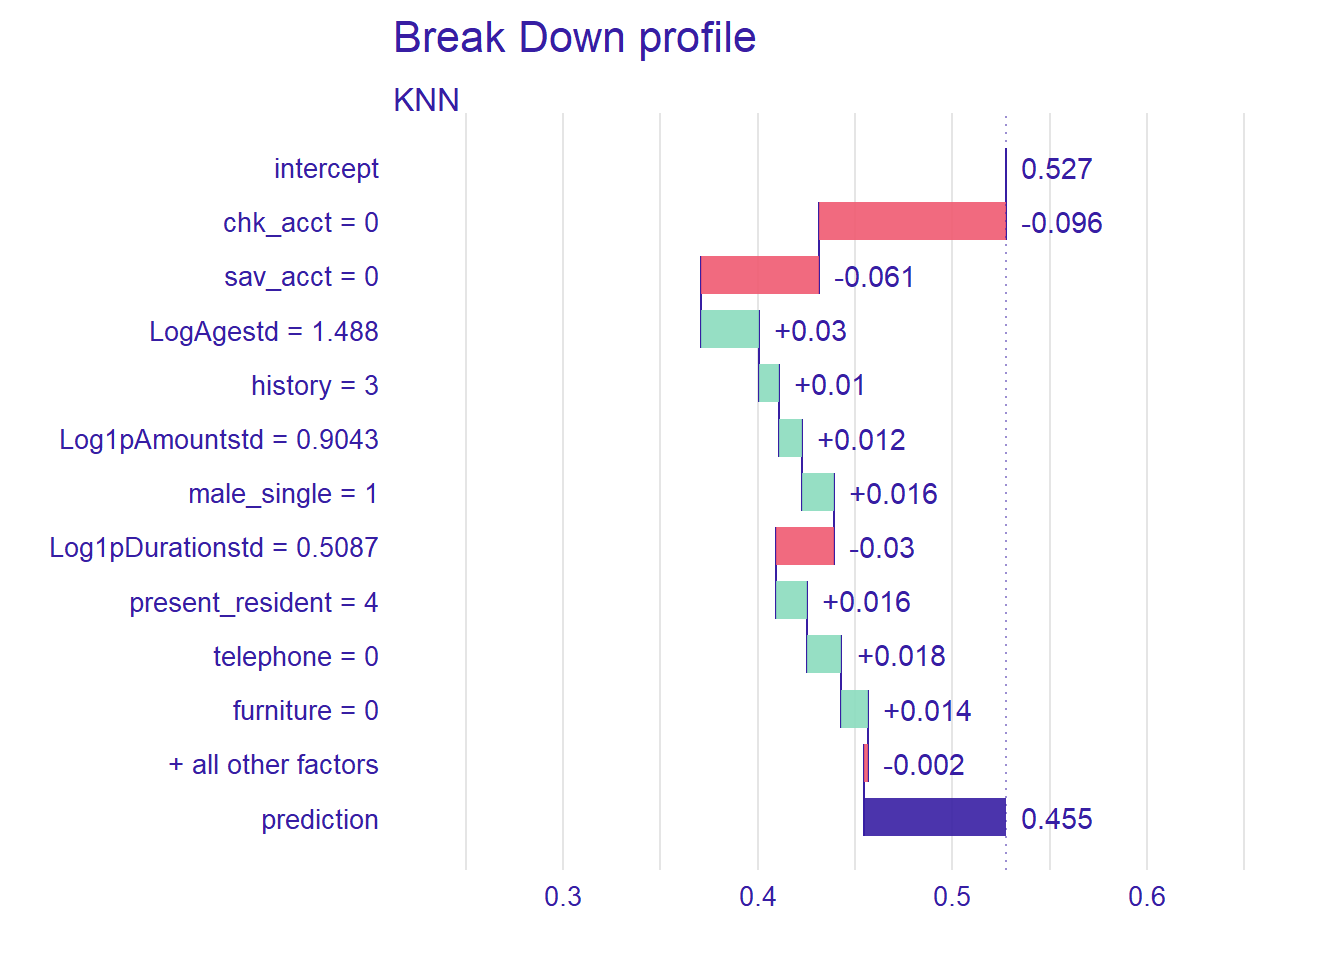 Break Down profile
KNN
intercept 0.527
chk_acct = 0 -0.096
sav_acct = 0 -0.061
LogAgestd = 1.488 +0.03
history = 3 +0.01
Log1pAmountstd = 0.9043 +0.012
male_single = 1 +0.016
Log1pDurationstd = 0.5087 -0.03
present_resident = 4 +0.016
telephone = 0 +0.018
furniture = 0 +0.014
+ all other factors -0.002
prediction 0.455
0.3 0.4 0.5 0.6